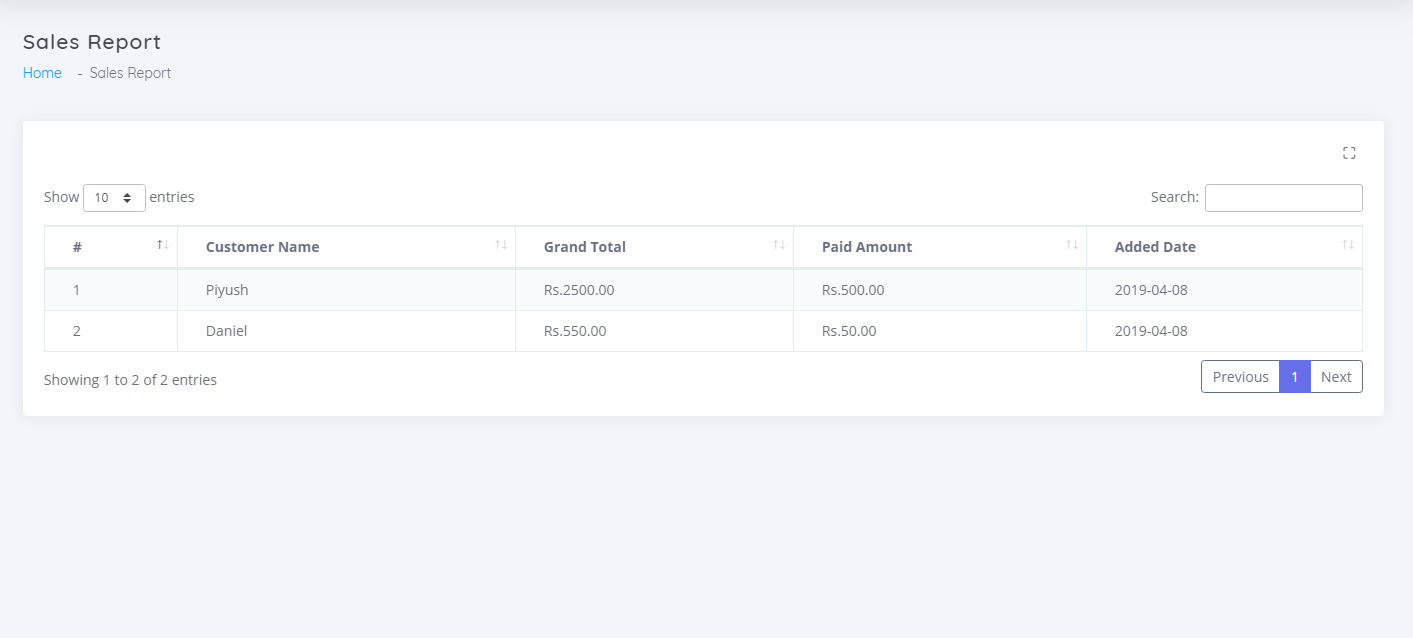 Sales Report
Home - Sales Report
Show 10 entries Search:
# Customer Name Grand Total Paid Amount Added Date
1 Piyush Rs.2500.00 Rs.500.00 2019-04-08
2 Daniel Rs.550.00 Rs.50.00 2019-04-08
Showing 1 to 2 of 2 entries Previous 1 Next